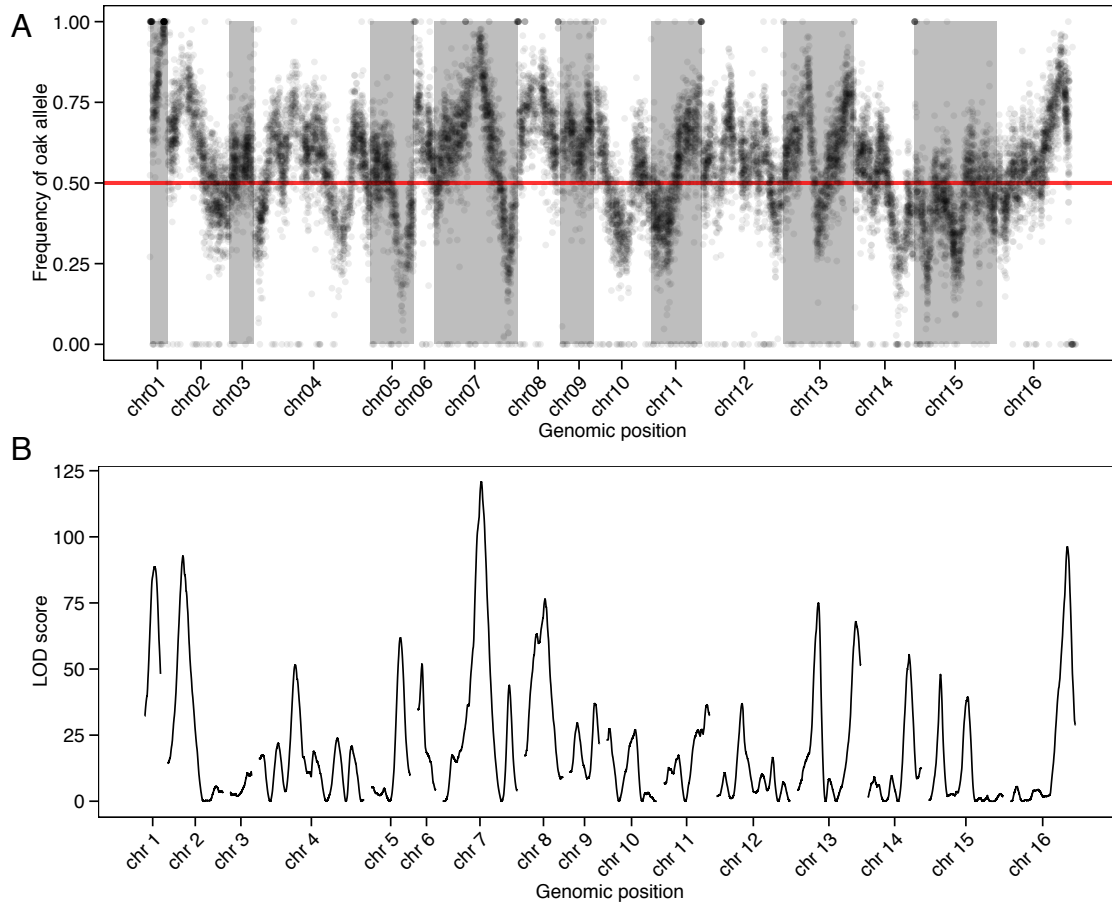 A
Frequency of oak allele
1.00
0.75
0.50
0.25
0.00
chr01
chr02
chr03
chr04
chr05
chr06
chr07
chr08
chr09
chr10
chr11
chr12
chr13
chr14
chr15
chr16
Genomic position
B
LOD score
125
100
75
50
25
0
chr 1
chr 2
chr 3
chr 4
chr 5
chr 6
chr 7
chr 8
chr 9
chr 10
chr 11
chr 12
chr 13
chr 14
chr 15
chr 16
Genomic position